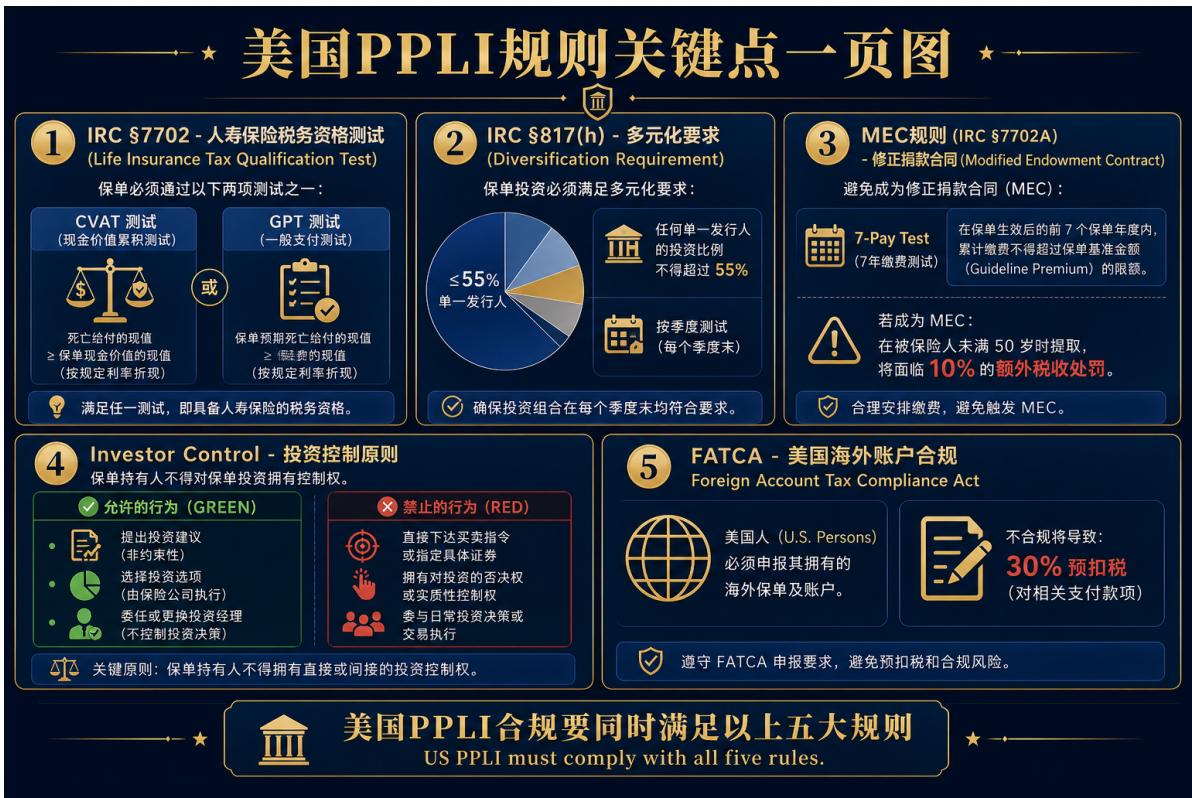 美国PPLI规则关键点一页图
1
IRC §7702 - 人寿保险税务资格测试
(Life Insurance Tax Qualification Test)
保单必须通过以下两项测试之一：
CVAT 测试
(现金价值累积测试)
$
死亡给付的现值
≥ 保单现金价值的现值
(按规定利率折现)
或
GPT 测试
(一般支付测试)
保单预期死亡给付的现值
≥ 的现值
(按规定利率折现)
满足任一测试，即具备人寿保险的税务资格。
2
IRC §817(h) - 多元化要求
(Diversification Requirement)
保单投资必须满足多元化要求：
≤55%
单一发行人
任何单一发行人
的投资比例
不得超过 55%
按季度测试
(每个季度末)
确保投资组合在每个季度末均符合要求。
3
MEC规则 (IRC §7702A)
- 修正捐款合同 (Modified Endowment Contract)
避免成为修正捐款合同 (MEC)：
7-Pay Test
(7年缴费测试)
在保单生效后的前 7 个保单年度内，
累计缴费不得超过保单基准金额
（Guideline Premium）的限额。
若成为 MEC：
在被保险人未满 50 岁时提取，
将面临 10% 的额外税收处罚。
合理安排缴费，避免触发 MEC。
4
Investor Control - 投资控制原则
保单持有人不得对保单投资拥有控制权。
允许的行为（GREEN）
提出投资建议
(非约束性)
选择投资选项
(由保险公司执行)
委任或更换投资经理
(不控制投资决策)
禁止的行为（RED）
直接下达买卖指令
或指定具体证券
拥有对投资的否决权
或实质性控制权
参与日常投资决策或
交易执行
关键原则：保单持有人不得拥有直接或间接的投资控制权。
5
FATCA - 美国海外账户合规
Foreign Account Tax Compliance Act
美国人（U.S. Persons）
必须申报其拥有的
海外保单及账户。
不合规将导致：
30% 预扣税
(对相关支付款项)
遵守 FATCA 申报要求，避免预扣税和合规风险。
美国PPLI合规要同时满足以上五大规则
US PPLI must comply with all five rules.